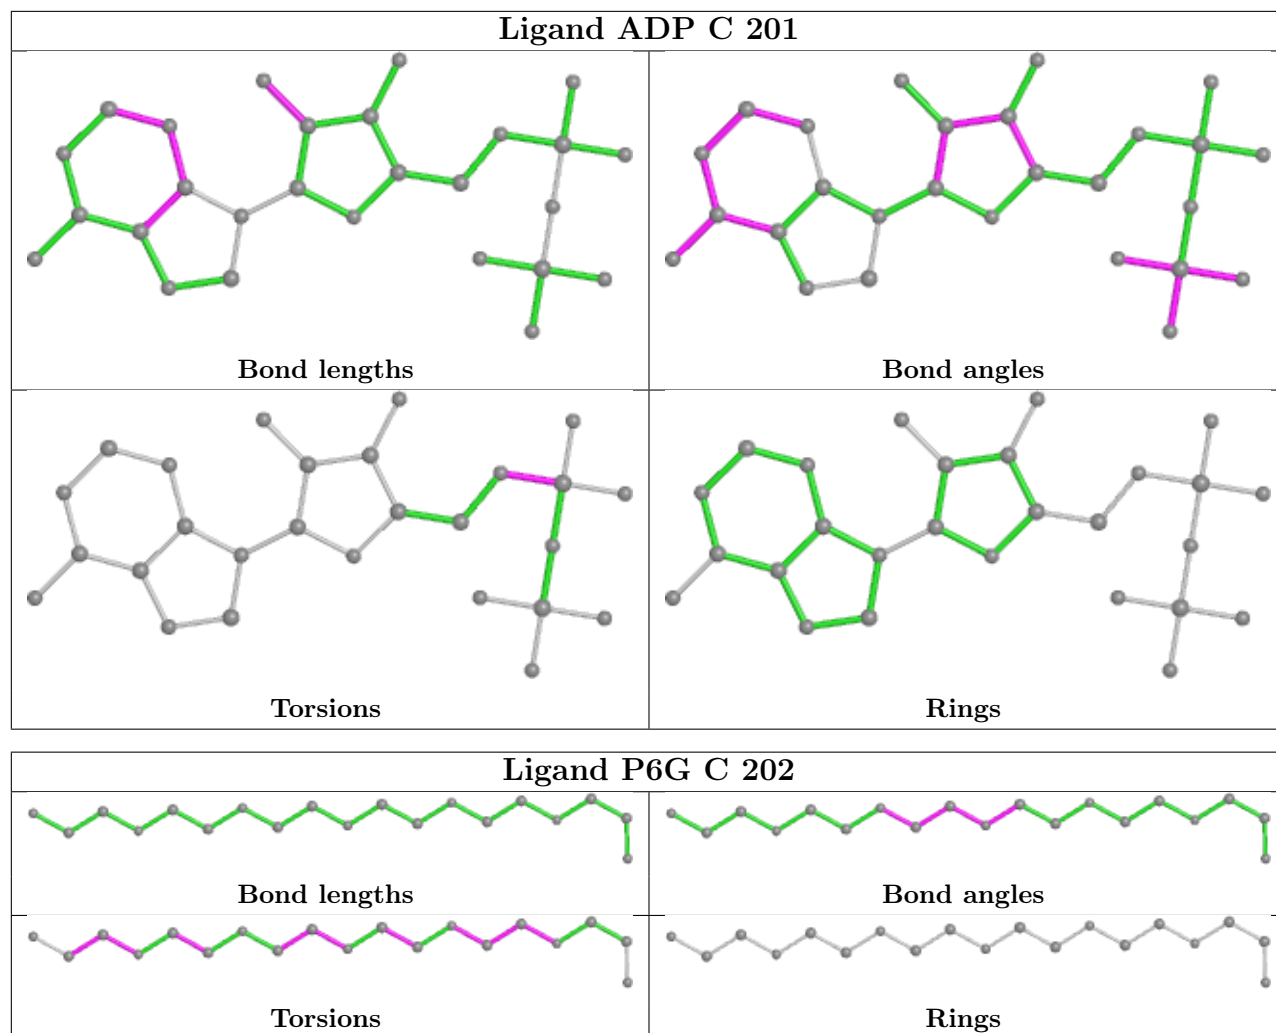 Ligand ADP C 201
Bond lengths
Bond angles
Torsions
Rings
Ligand P6G C 202
Bond lengths
Bond angles
Torsions
Rings